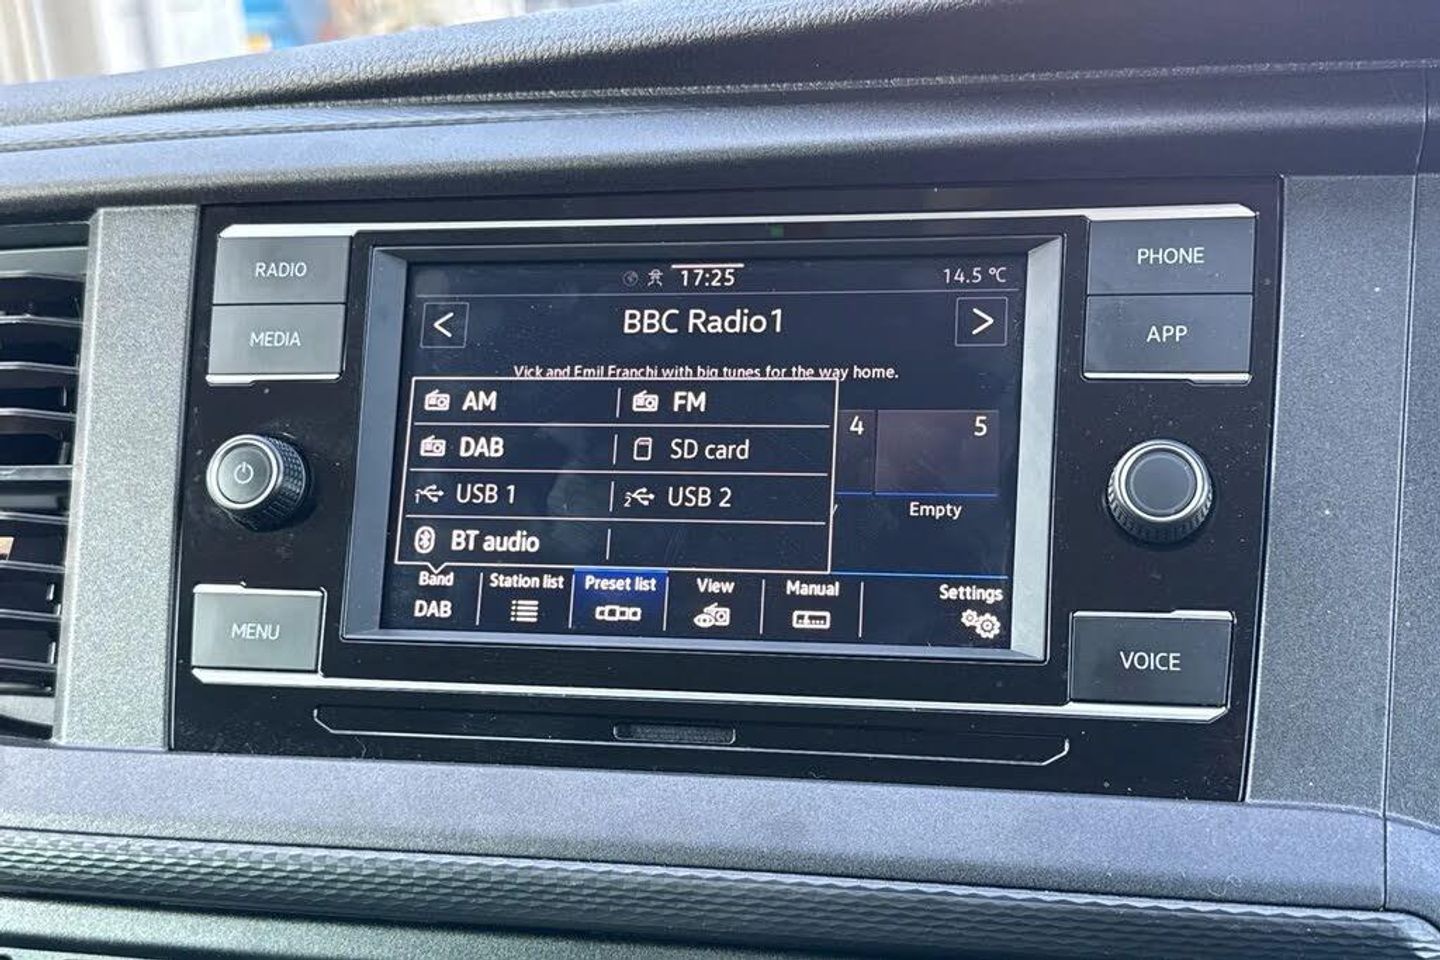 RADIO
MEDIA
MENU
PHONE
APP
VOICE
17:25
14.5 °C
< BBC Radio1 >
Vick and Emil Franchi with big tunes for the way home.
AM
FM
DAB
SD card
1 USB 1
2 USB 2
BT audio
4
5
Empty
Band
DAB
Station list
Preset list
View
Manual
Settings